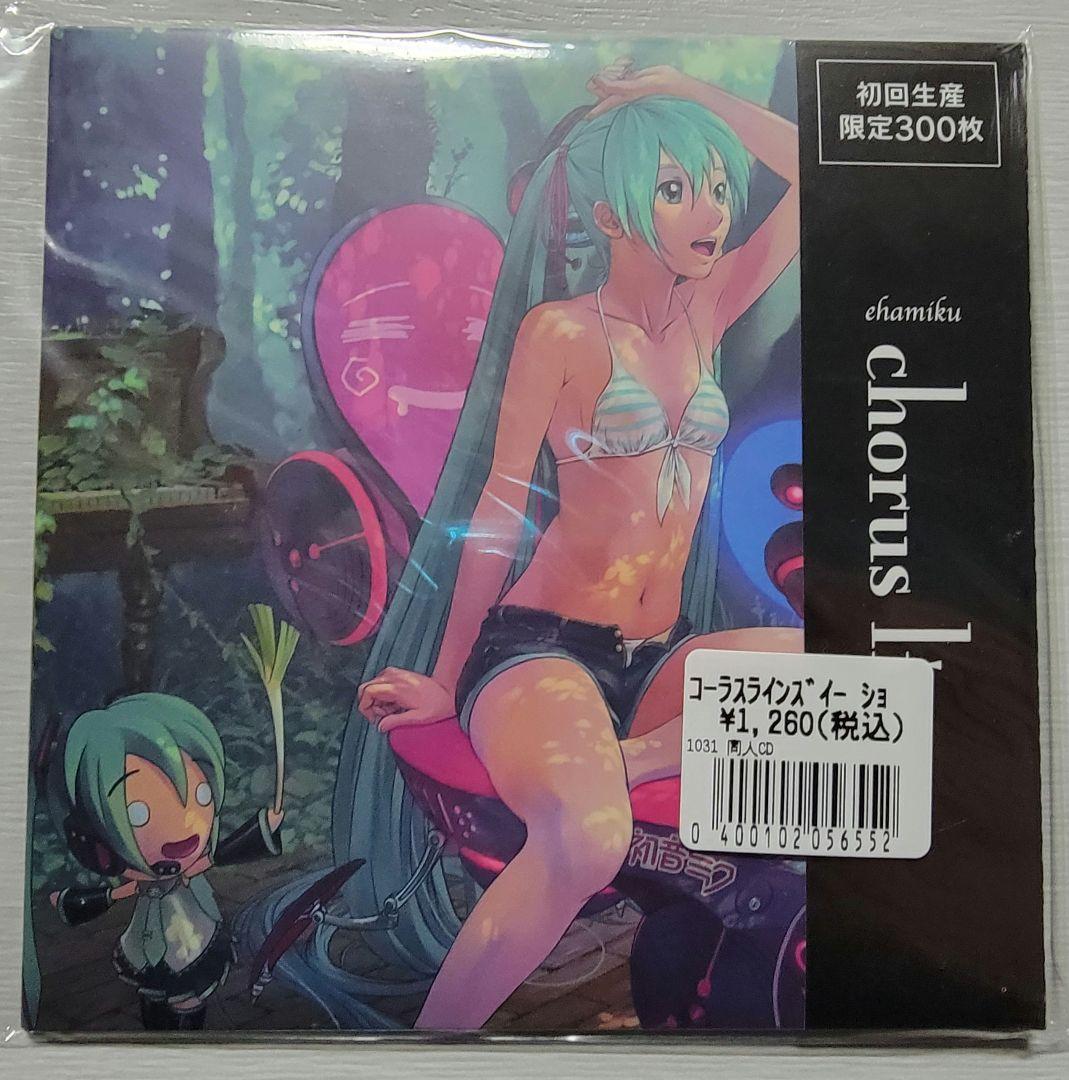 初回生産
限定300枚
ehamiku
chorus
コーラスラインズイー ショ
¥1,260(税込)
1031 同人CD
0 400102 056552
初音ミク